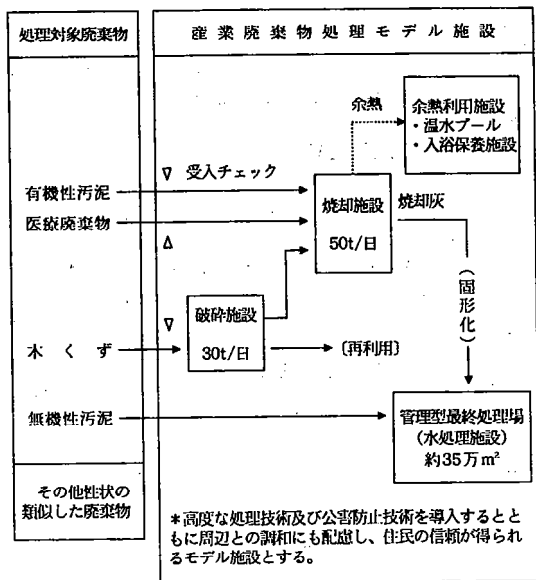 処理対象廃棄物
産業廃棄物処理モデル施設
余熱
余熱利用施設
・温水プール
・入浴保養施設
∇ 受入チェック
有機性汚泥
医療廃棄物
Δ
焼却施設
50t/日
焼却灰
(固形化)
∇
破砕施設
30t/日
木くず
〔再利用〕
無機性汚泥
管理型最終処理場
(水処理施設)
約35万m²
その他性状の
類似した廃棄物
*高度な処理技術及び公害防止技術を導入するとと
もに周辺との調和にも配慮し、住民の信頼が得られ
るモデル施設とする。